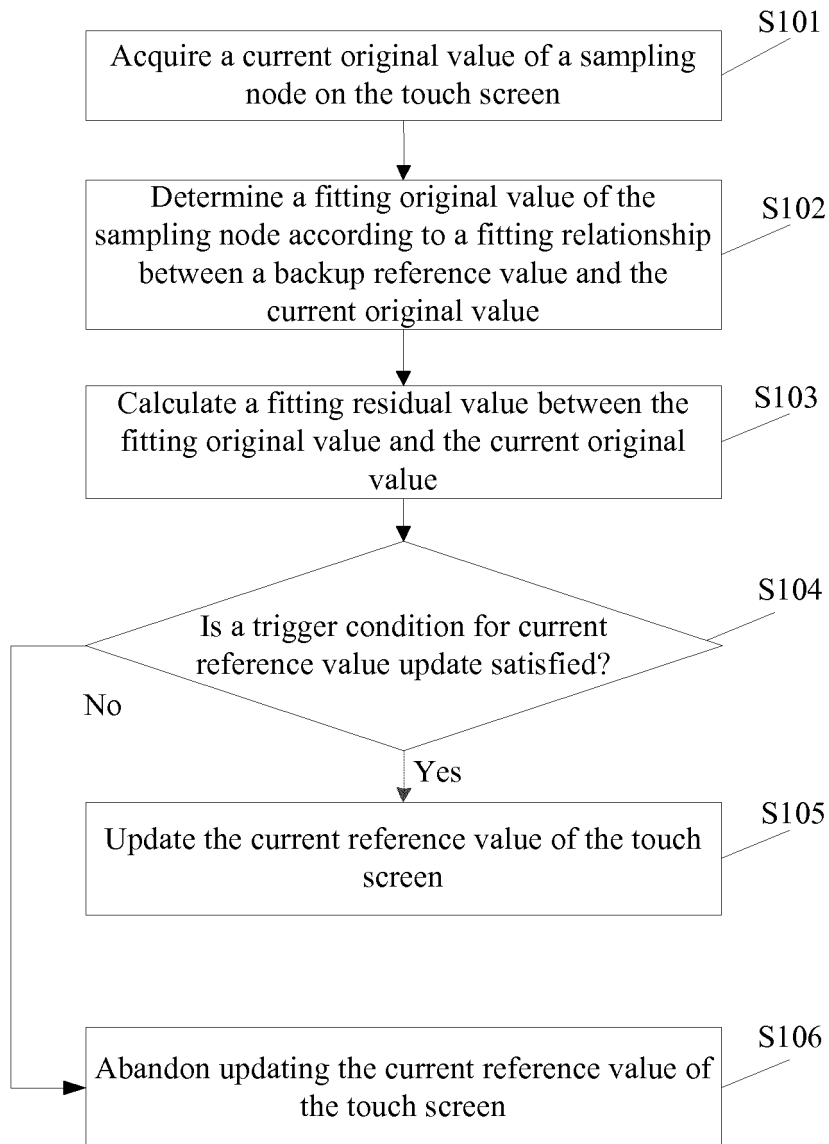 S101
Acquire a current original value of a sampling
node on the touch screen
S102
Determine a fitting original value of the
sampling node according to a fitting relationship
between a backup reference value and the
current original value
S103
Calculate a fitting residual value between the
fitting original value and the current original
value
S104
Is a trigger condition for current
reference value update satisfied?
No
Yes
S105
Update the current reference value of the touch
screen
S106
Abandon updating the current reference value of
the touch screen